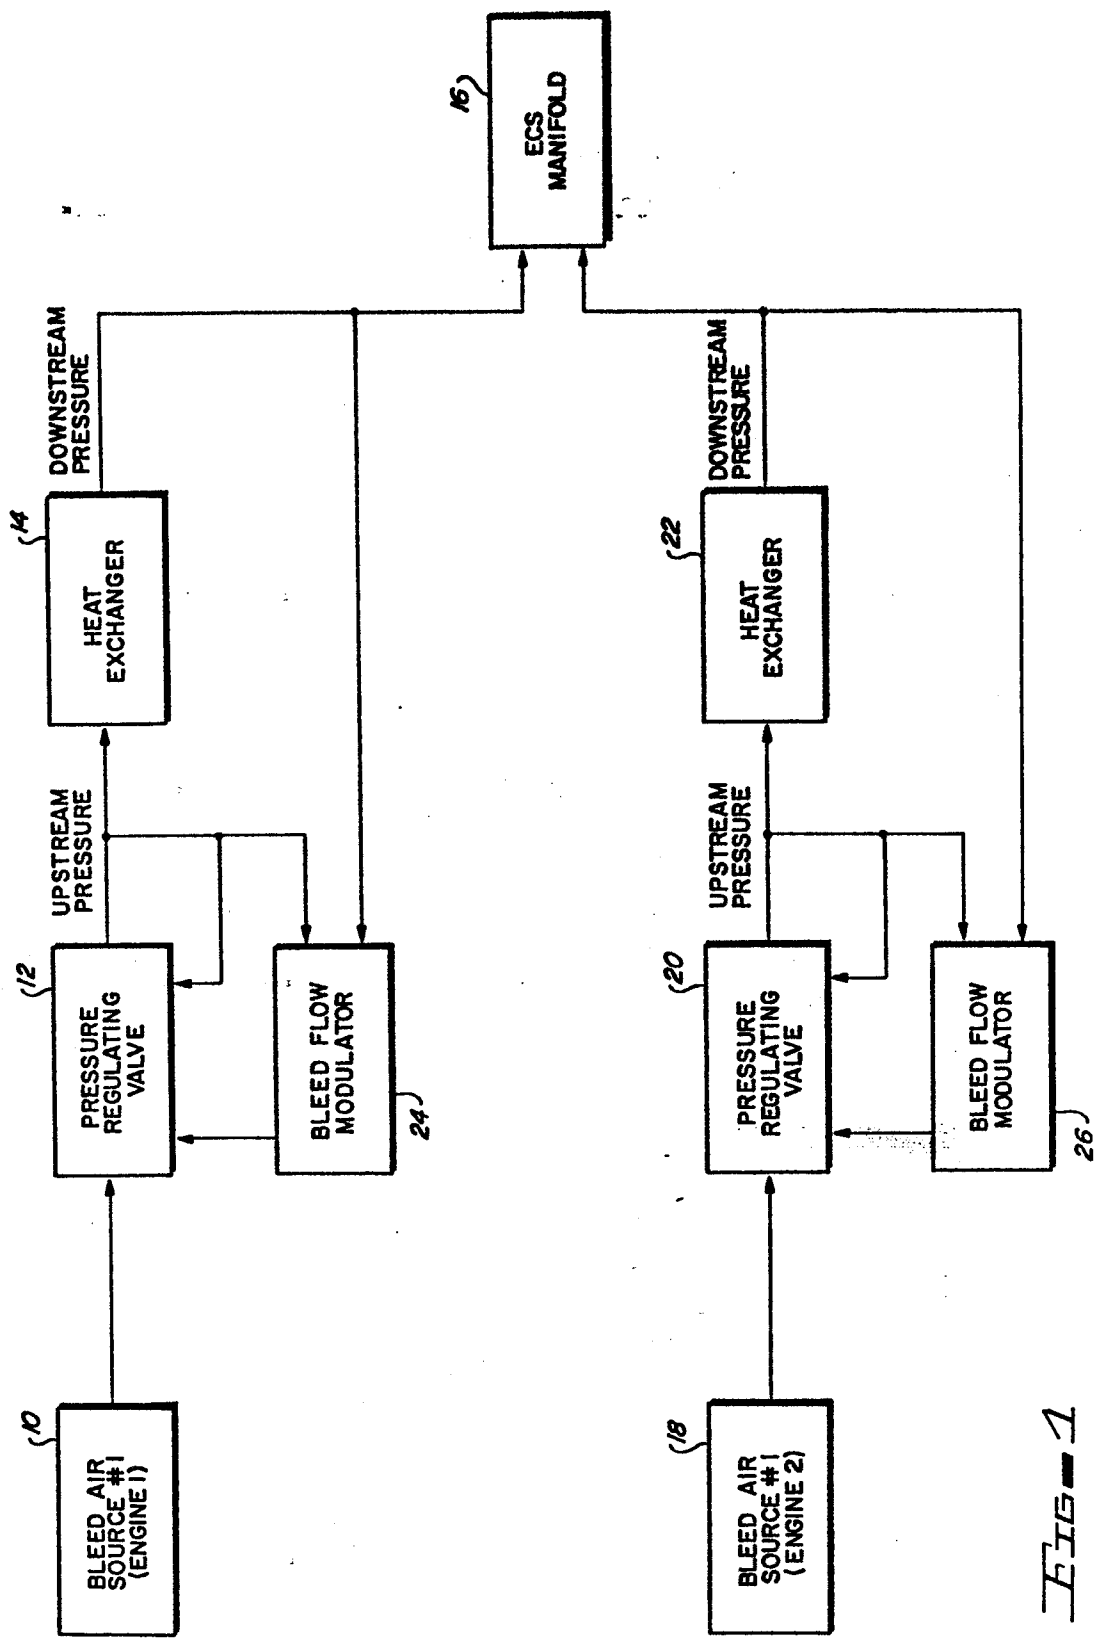 10
BLEED AIR
SOURCE #1
(ENGINE 1)
12
PRESSURE
REGULATING
VALVE
UPSTREAM
PRESSURE
14
HEAT
EXCHANGER
DOWNSTREAM
PRESSURE
BLEED FLOW
MODULATOR
24
16
ECS
MANIFOLD
18
BLEED AIR
SOURCE #1
(ENGINE 2)
20
PRESSURE
REGULATING
VALVE
UPSTREAM
PRESSURE
22
HEAT
EXCHANGER
DOWNSTREAM
PRESSURE
BLEED FLOW
MODULATOR
26
FIG-1